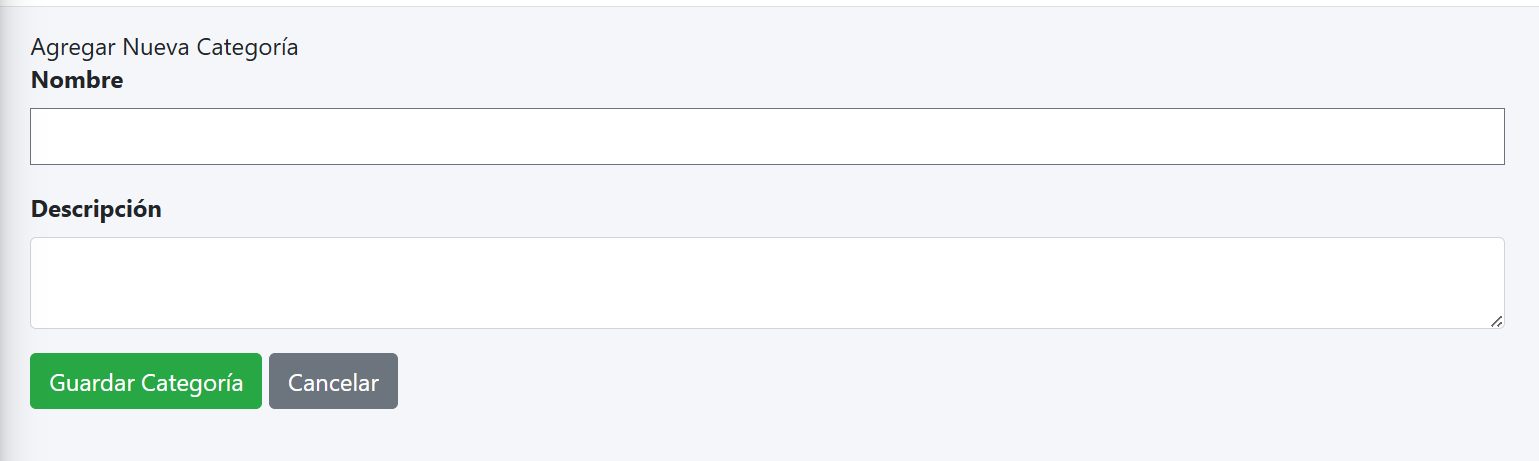 Agregar Nueva Categoría
Nombre
Descripción
Guardar Categoría Cancelar